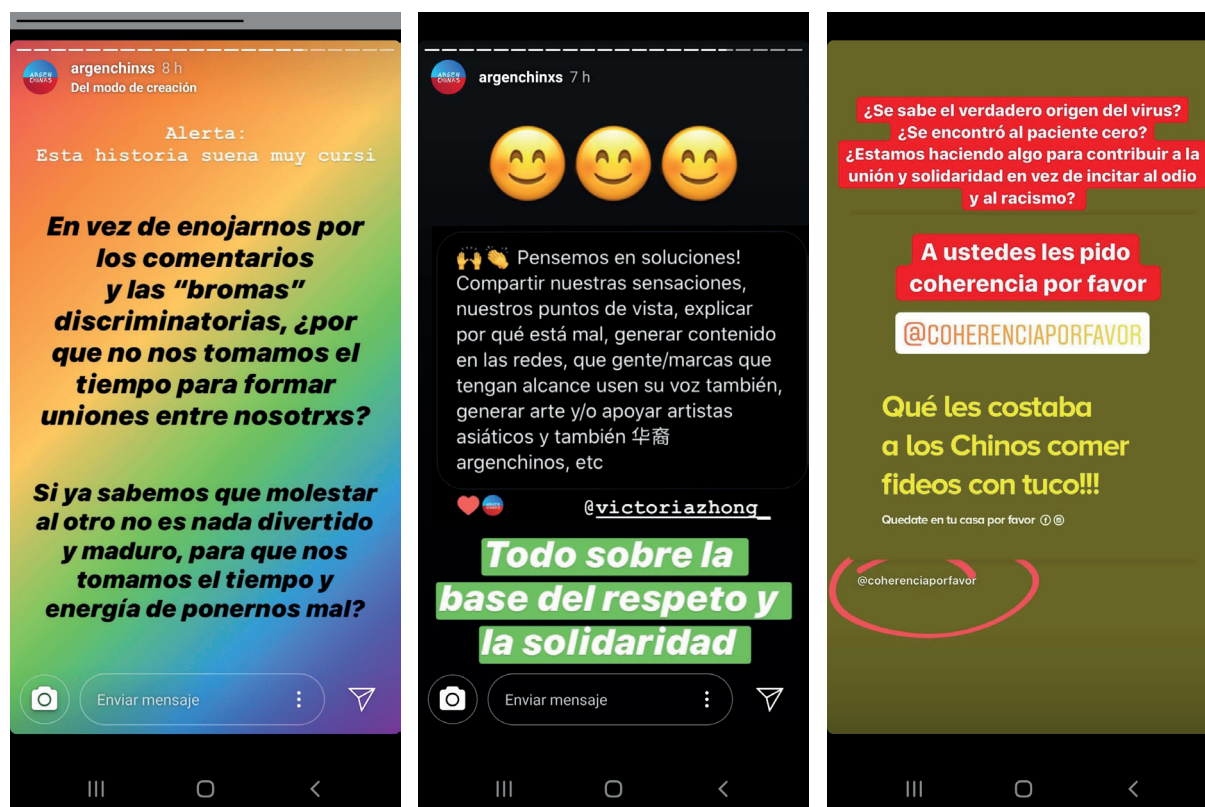 argenchinxs 8 h
Del modo de creación
Alerta:
Esta historia suena muy cursi
En vez de enojarnos por
los comentarios
y las “bromas”
discriminatorias, ¿por
que no nos tomamos el
tiempo para formar
uniones entre nosotrxs?
Si ya sabemos que molestar
al otro no es nada divertido
y maduro, para que nos
tomamos el tiempo y
energía de ponernos mal?
Enviar mensaje
argenchinxs 7 h
Pensemos en soluciones!
Compartir nuestras sensaciones,
nuestros puntos de vista, explicar
por qué está mal, generar contenido
en las redes, que gente/marcas que
tengan alcance usen su voz también,
generar arte y/o apoyar artistas
asiáticos y también 华裔
argenchinos, etc
@victoriazhong_
Todo sobre la
base del respeto y
la solidaridad
Enviar mensaje
¿Se sabe el verdadero origen del virus?
¿Se encontró al paciente cero?
¿Estamos haciendo algo para contribuir a la
unión y solidaridad en vez de incitar al odio
y al racismo?
A ustedes les pido
coherencia por favor
@COHERENCIAPORFAVOR
Qué les costaba
a los Chinos comer
fideos con tuco!!!
Quedate en tu casa por favor
@coherenciaporfavor